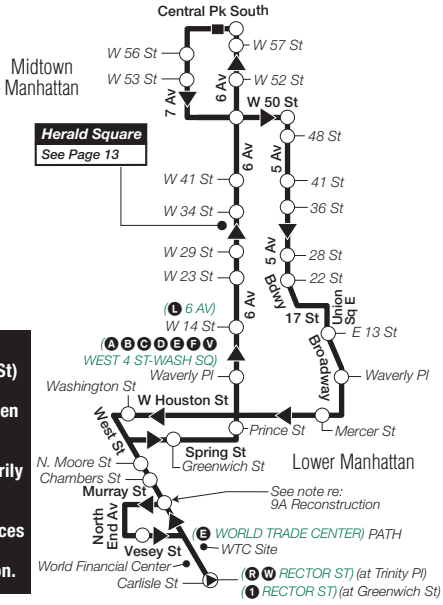 Central Pk South
W 57 St
W 56 St
Midtown
Manhattan
W 53 St
W 52 St
7 Av
6 Av
W 50 St
48 St
Herald Square
See Page 13
6 Av
5 Av
W 41 St
41 St
W 34 St
36 St
W 29 St
5 Av
28 St
W 23 St
22 St
Bdwy
6 Av
17 St
Union
Sq E
(L 6 AV)
W 14 St
E 13 St
(A B C D E F V
WEST 4 ST-WASH SQ)
Broadway
Waverly Pl
Waverly Pl
St)
en
rily
ces
on.
Washington St
W Houston St
West St
Prince St
Mercer St
Spring St
Greenwich St
Lower Manhattan
N. Moore St
Chambers St
Murray St
See note re:
9A Reconstruction
North
End Av
(E WORLD TRADE CENTER) PATH
Vesey St
WTC Site
World Financial Center
Carlisle St
(R W RECTOR ST) (at Trinity Pl)
(1 RECTOR ST) (at Greenwich St)